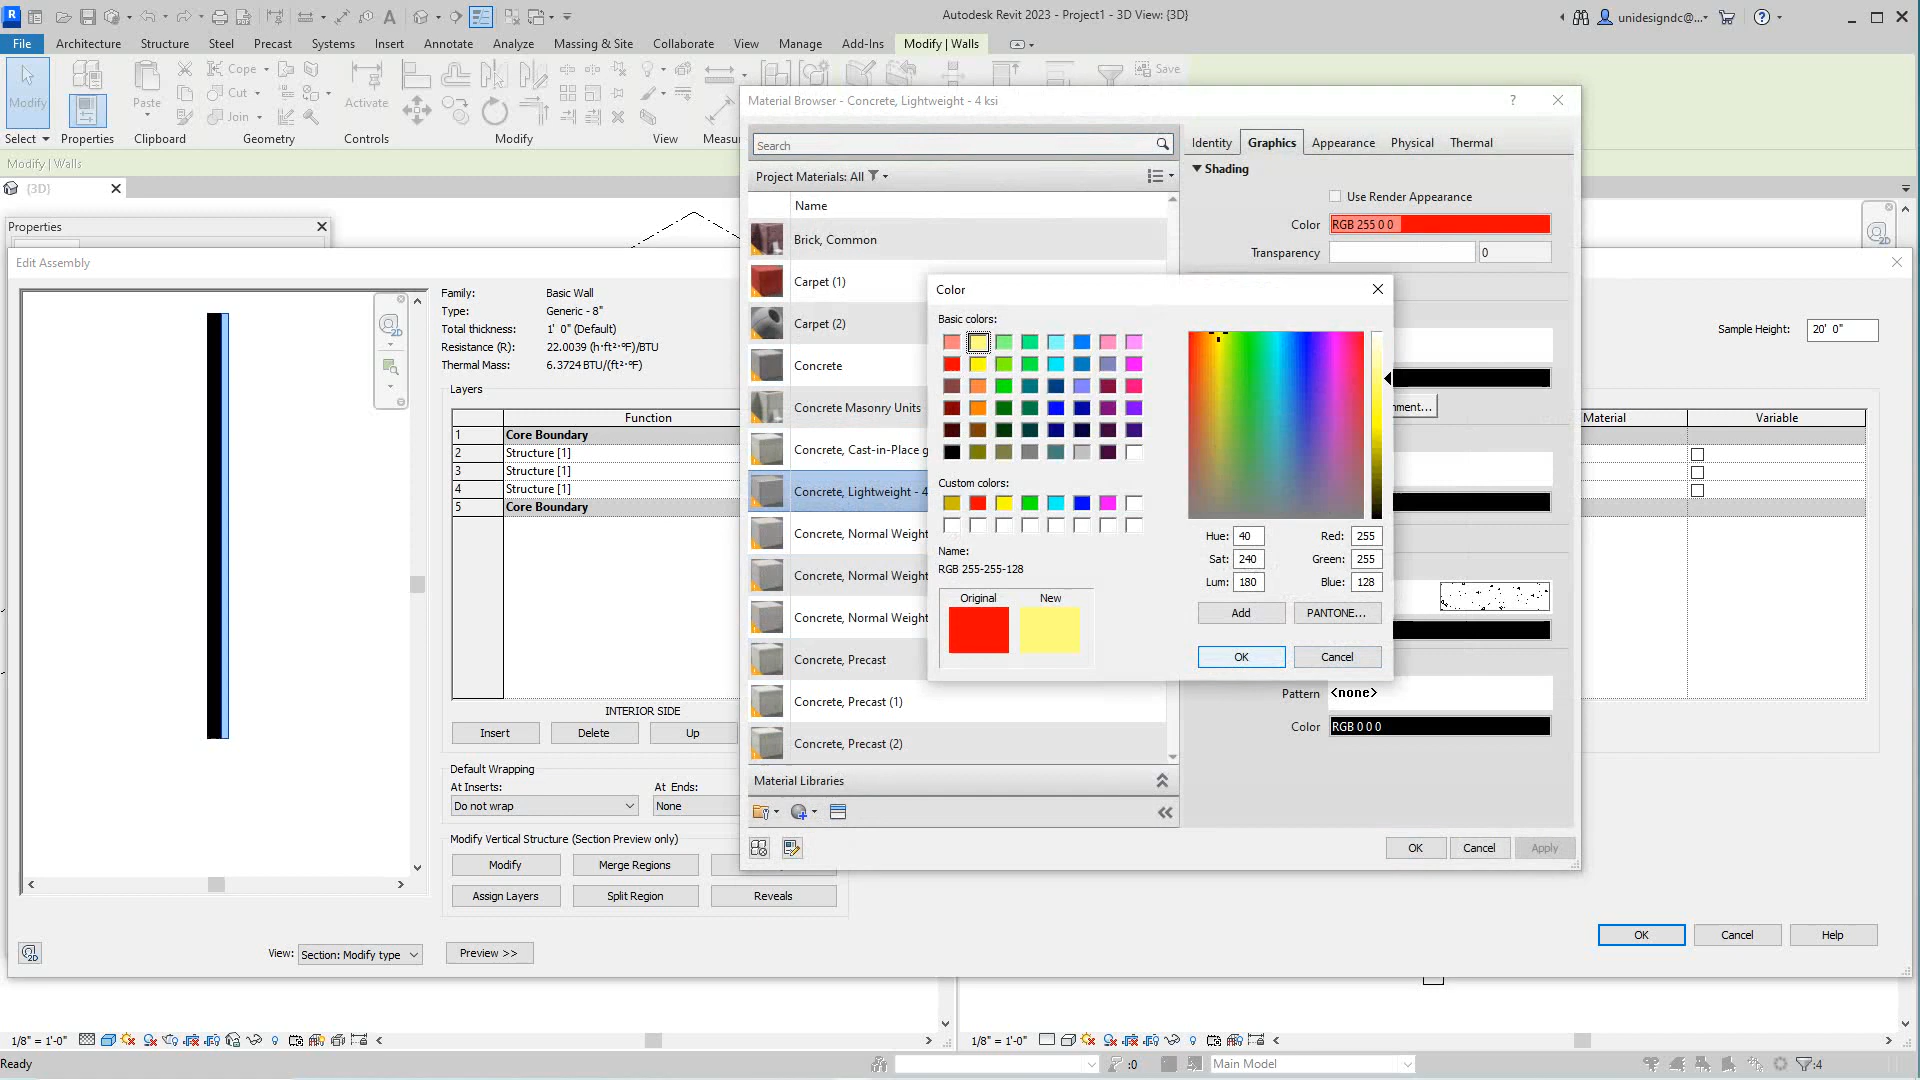 Autodesk Revit 2023 - Project1 - 3D View: {3D}
unidesigndc@...
File Architecture Structure Steel Precast Systems Insert Annotate Analyze Massing & Site Collaborate View Manage Add-Ins Modify | Walls
Modify
Paste
Cope
Cut
Join
Activate
Save
Select Properties Clipboard Geometry Controls Modify View Measu
Modify | Walls
{3D}
Properties
Edit Assembly
Family: Basic Wall
Type: Generic - 8"
Total thickness: 1' 0" (Default)
Resistance (R): 22.0039 (h·ft²·°F)/BTU
Thermal Mass: 6.3724 BTU/(ft²·°F)
Sample Height: 20' 0"
Layers
Function Material Variable
1 Core Boundary
2 Structure [1]
3 Structure [1]
4 Structure [1]
5 Core Boundary
INTERIOR SIDE
Insert Delete Up
Default Wrapping
At Inserts: At Ends:
Do not wrap None
Modify Vertical Structure (Section Preview only)
Modify Merge Regions
Assign Layers Split Region Reveals
View: Section: Modify type Preview >>
OK Cancel Help
Material Browser - Concrete, Lightweight - 4 ksi
?
Search
Project Materials: All
Name
Brick, Common
Carpet (1)
Carpet (2)
Concrete
Concrete Masonry Units
Concrete, Cast-in-Place g
Concrete, Lightweight - 4
Concrete, Normal Weight
Concrete, Normal Weight
Concrete, Normal Weight
Concrete, Precast
Concrete, Precast (1)
Concrete, Precast (2)
Material Libraries
Identity Graphics Appearance Physical Thermal
Shading
Use Render Appearance
Color RGB 255 0 0
Transparency 0
nment...
Pattern <none>
Color RGB 0 0 0
OK Cancel Apply
Color
Basic colors:
Custom colors:
Name:
RGB 255-255-128
Original New
Hue: 40 Red: 255
Sat: 240 Green: 255
Lum: 180 Blue: 128
Add PANTONE...
OK Cancel
1/8" = 1'-0"
1/8" = 1'-0"
Ready
:0
Main Model
:4